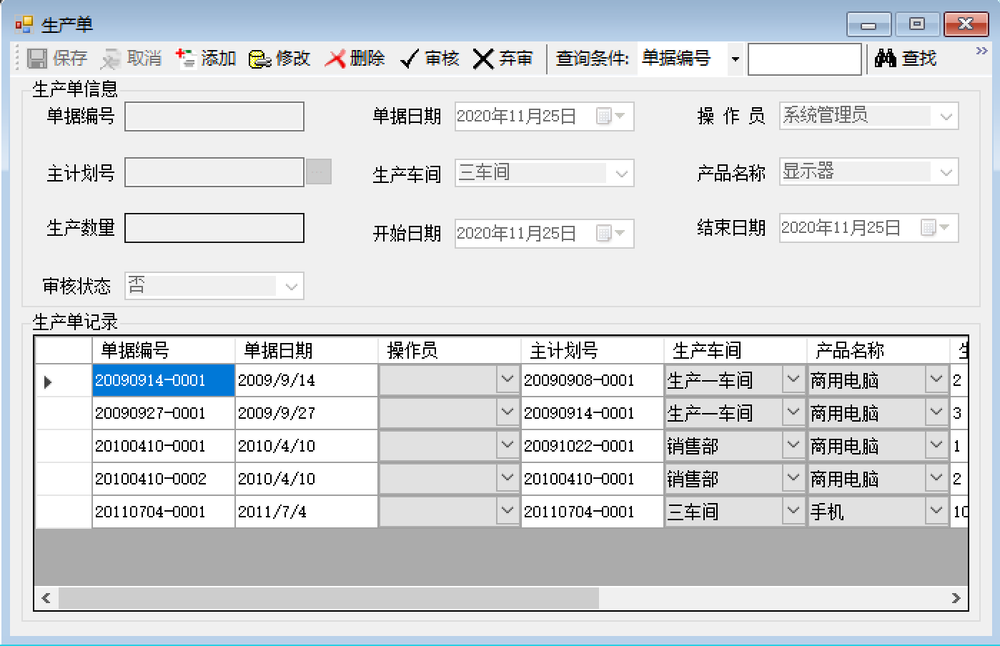 生产单
保存 取消 添加 修改 删除 审核 弃审 查询条件: 单据编号 查找
生产单信息
单据编号 单据日期 2020年11月25日 操 作 员 系统管理员
主计划号 ... 生产车间 三车间 产品名称 显示器
生产数里 开始日期 2020年11月25日 结束日期 2020年11月25日
审核状态 否
生产单记录
单据编号 单据日期 操作员 主计划号 生产车间 产品名称
20090914-0001 2009/9/14 20090908-0001 生产一车间 商用电脑 2
20090927-0001 2009/9/27 20090914-0001 生产一车间 商用电脑 3
20100410-0001 2010/4/10 20091022-0001 销售部 商用电脑 1
20100410-0002 2010/4/10 20100410-0001 销售部 商用电脑 2
20110704-0001 2011/7/4 20110704-0001 三车间 手机 10